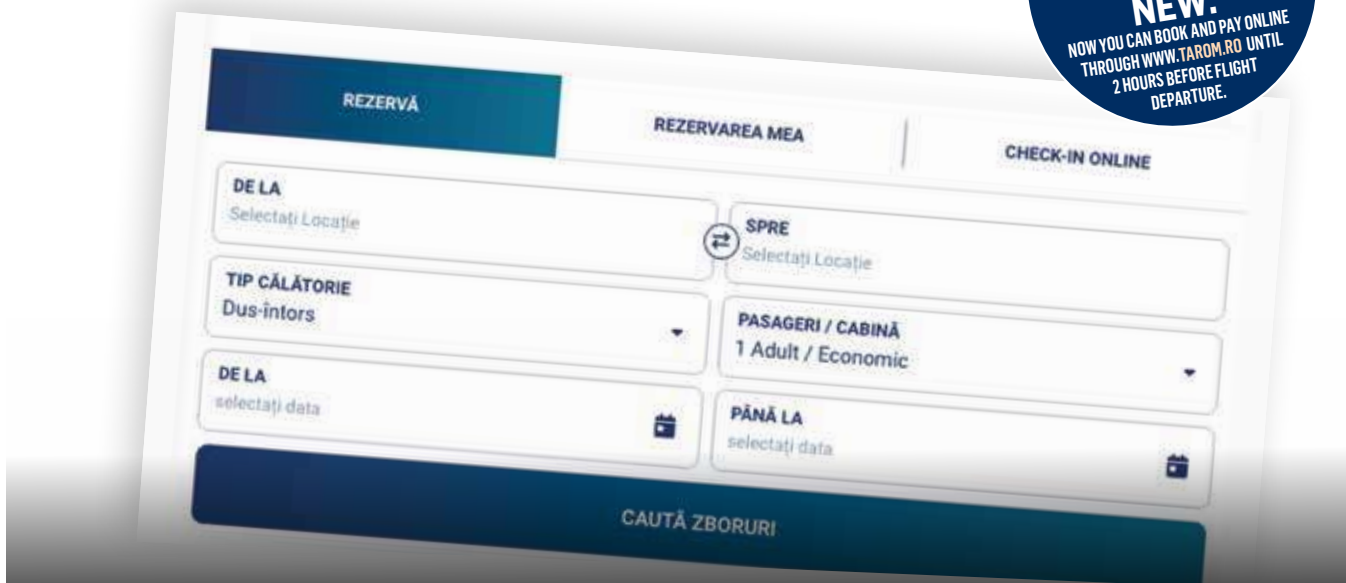 NEW.
NOW YOU CAN BOOK AND PAY ONLINE
THROUGH WWW.TAROM.RO UNTIL
2 HOURS BEFORE FLIGHT
DEPARTURE.
REZERVĂ
REZERVAREA MEA
CHECK-IN ONLINE
DE LA
Selectați Locație
SPRE
Selectați Locație
TIP CĂLĂTORIE
Dus-întors
PASAGERI / CABINĂ
1 Adult / Economic
DE LA
selectați data
PÂNĂ LA
selectați data
CAUTĂ ZBORURI